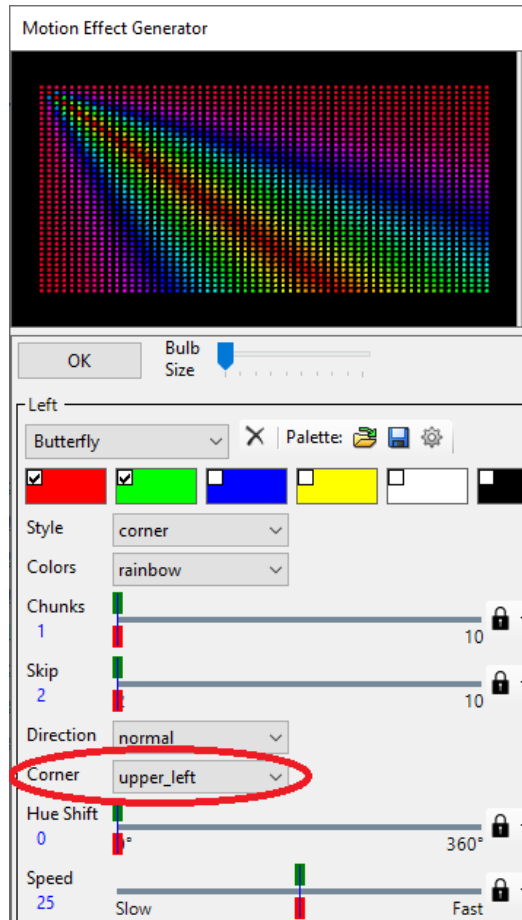 Motion Effect Generator
OK
Bulb
Size
Left
Butterfly
Palette:
Style
corner
Colors
rainbow
Chunks
1
10
Skip
2
10
Direction
normal
Corner
upper_left
Hue Shift
0
360°
Speed
25
Slow
Fast